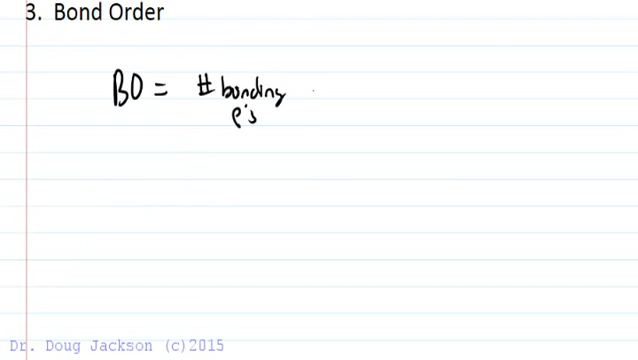 3. Bond Order
BO = # bonding
e's
Dr. Doug Jackson (c)2015